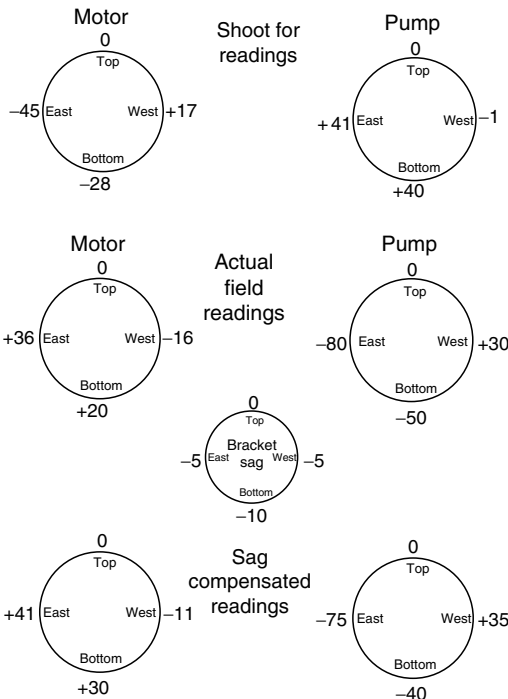 Motor
0
Top
−45 East West +17
Bottom
−28
Shoot for
readings
Pump
0
Top
+41 East West −1
Bottom
+40
Motor
0
Top
+36 East West −16
Bottom
+20
Actual
field
readings
Pump
0
Top
−80 East West +30
Bottom
−50
0
Top
Bracket
sag
−5 East West −5
Bottom
−10
0
Top
+41 East West −11
Bottom
+30
Sag
compensated
readings
0
Top
−75 East West +35
Bottom
−40